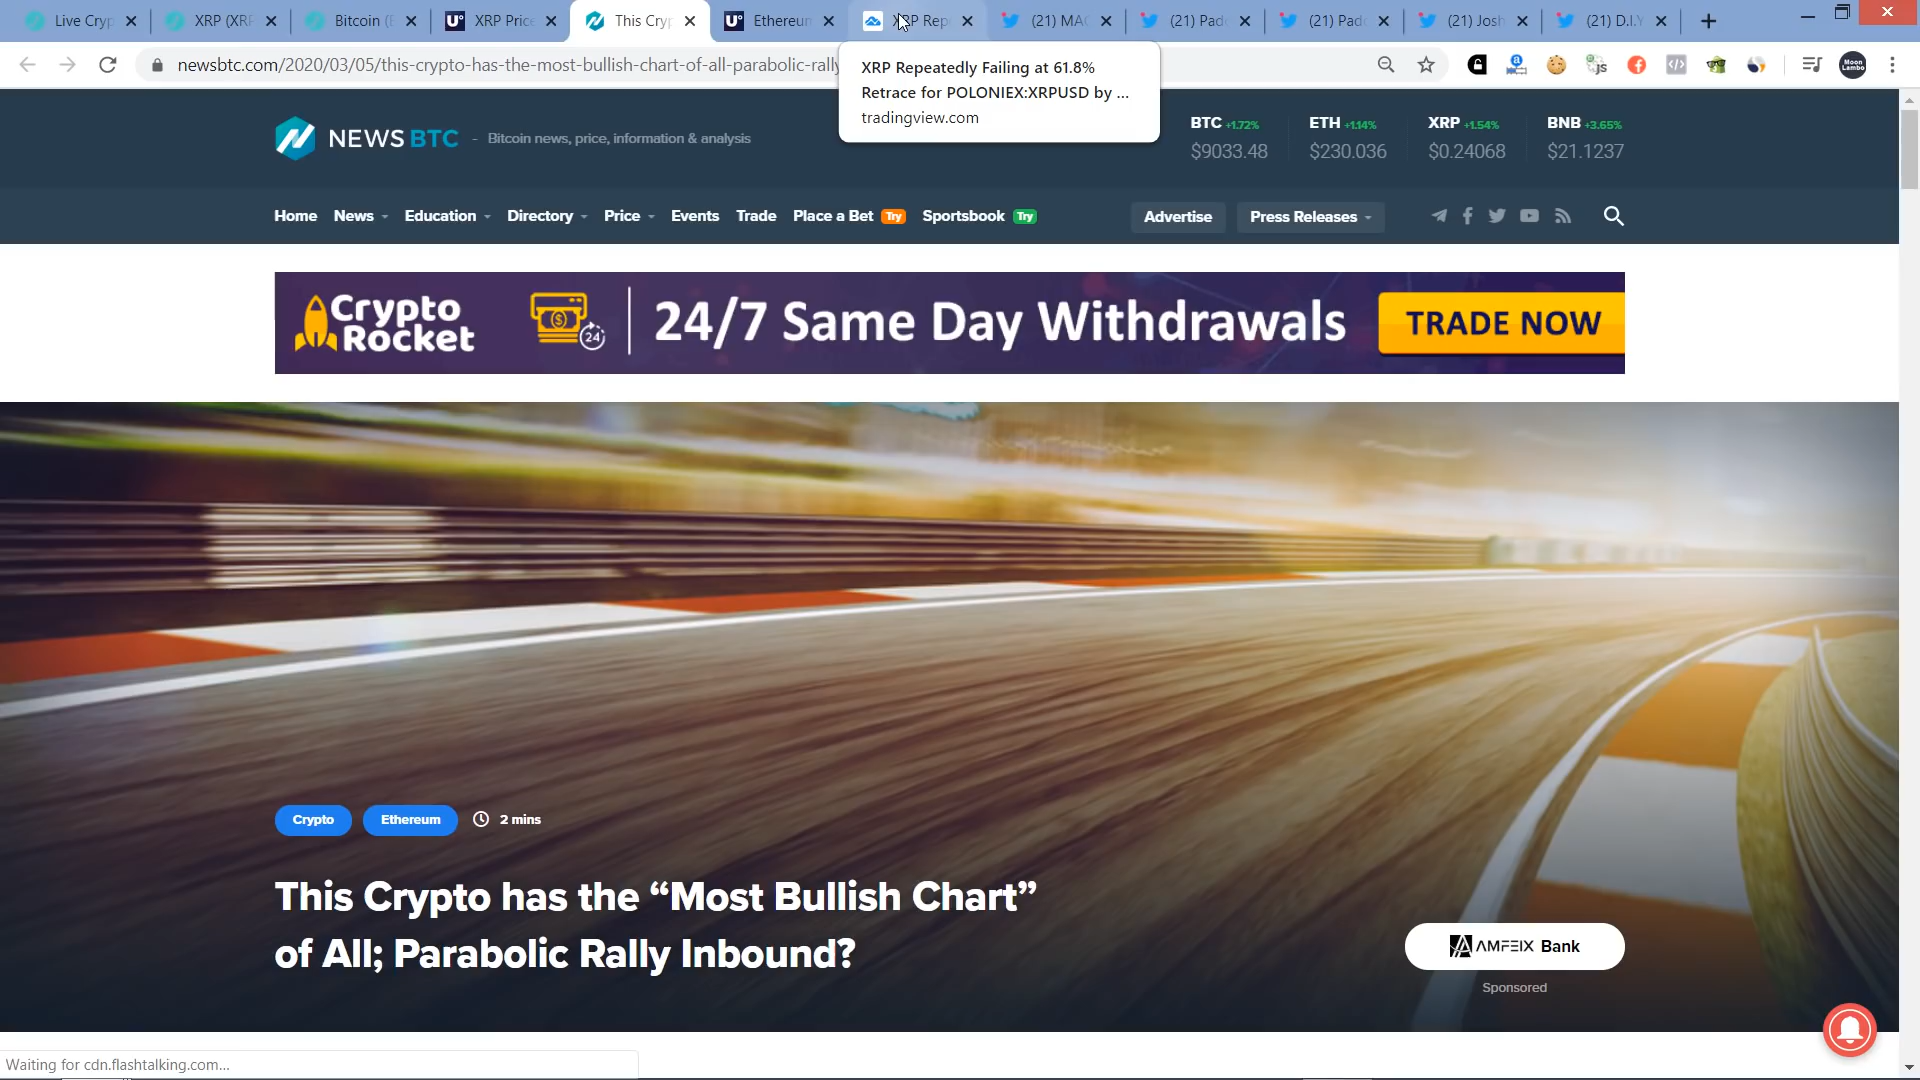 Live Cryp
XRP (XRP
Bitcoin (B
XRP Price
This Cryp
Ethereum
XRP Repe
(21) MAC
(21) Pad
(21) Pad
(21) Josh
(21) D.I.Y
newsbtc.com/2020/03/05/this-crypto-has-the-most-bullish-chart-of-all-parabolic-rally
XRP Repeatedly Failing at 61.8%
Retrace for POLONIEX:XRPUSD by ...
tradingview.com
NEWS BTC - Bitcoin news, price, information & analysis
BTC +1.72% ETH +1.14% XRP +1.54% BNB +3.65%
$9033.48 $230.036 $0.24068 $21.1237
Home News Education Directory Price Events Trade Place a Bet Try Sportsbook Try Advertise Press Releases
Crypto Rocket
24
24/7 Same Day Withdrawals
TRADE NOW
Crypto Ethereum 2 mins
This Crypto has the “Most Bullish Chart”
of All; Parabolic Rally Inbound?
AMFEIX Bank
Sponsored
Waiting for cdn.flashtalking.com...